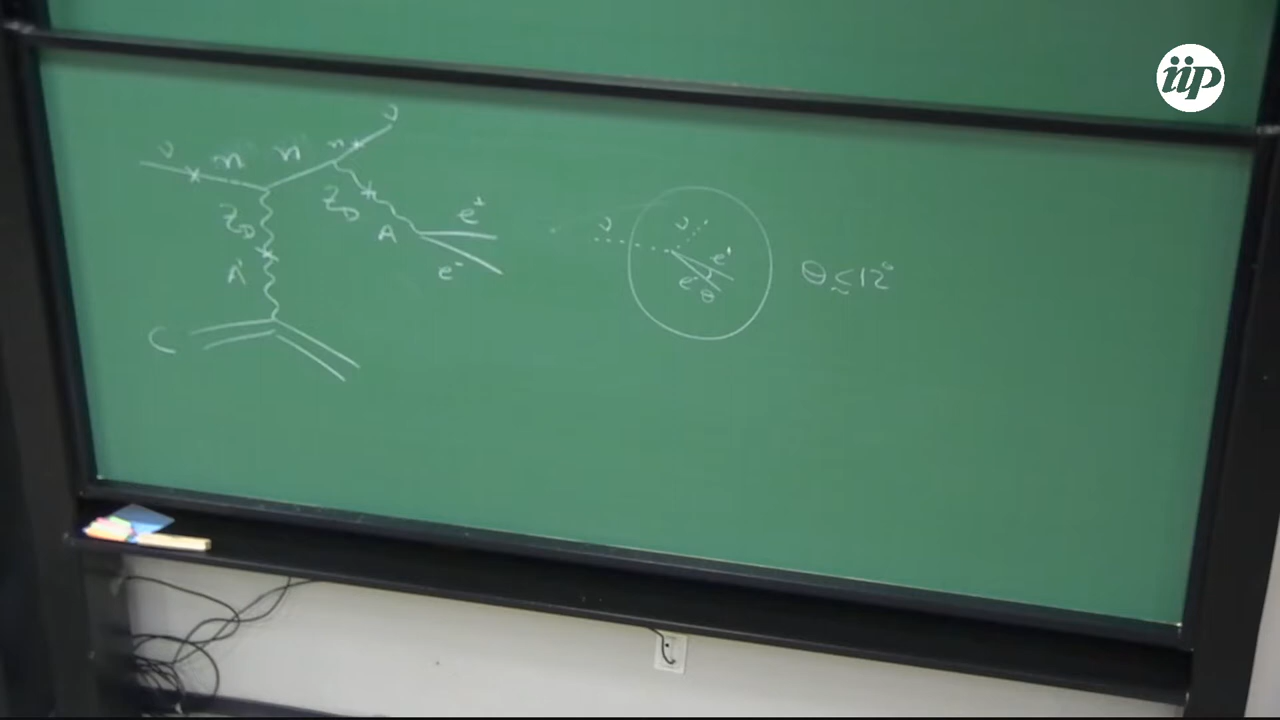 iip
ν
ν n n n
Z_D Z_D e⁺
A
A e⁻
C
ν ν
e⁺
e⁻ θ
θ ≲ 12°